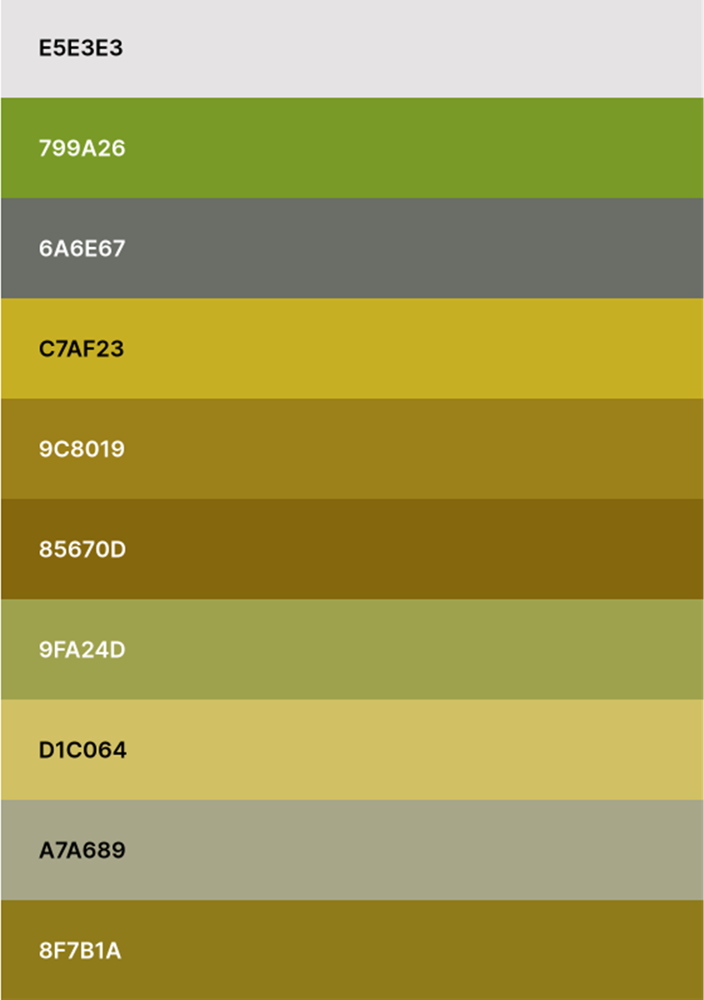 E5E3E3
799A26
6A6E67
C7AF23
9C8019
85670D
9FA24D
D1C064
A7A689
8F7B1A